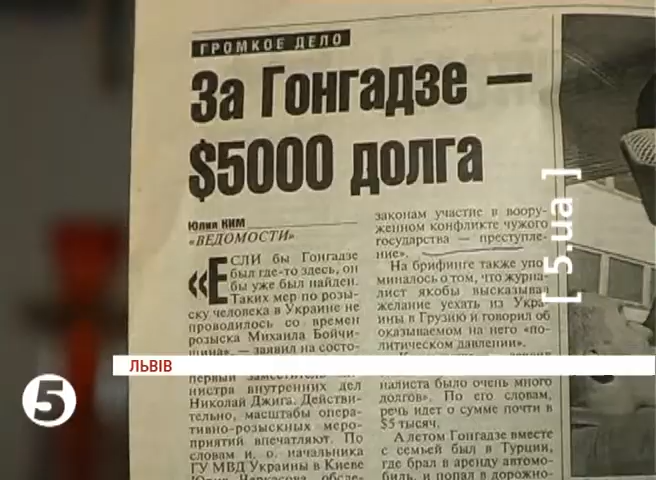 ГРОМКОЕ ДЕЛО
За Гонгадзе —
$5000 долга
Юлия КИМ
«ВЕДОМОСТИ»
«ЕСЛИ бы Гонгадзе
был где-то здесь, он
бы уже был найден.
Таких мер по розы-
ску человека в Украине не
проводилось со времен
розыска Михаила Бойчи-
шина», — заявил на состо-
первый заместитель ми-
нистра внутренних дел
Николай Джига. Действи-
тельно, масштабы опера-
тивно-розыскных меро-
приятий впечатляют. По
словам и. о. начальника
ГУ МВД Украины в Киеве
законам участие в воору-
женном конфликте чужого
государства — преступле-
ние».
На брифинге также упо-
миналось о том, что журна-
лист якобы высказывал
желание уехать из Укра-
ины в Грузию и говорил об
оказываемом на него «по-
литическом давлении».
налиста было очень много
долгов». По его словам,
речь идет о сумме почти в
$5 тысяч.
А летом Гонгадзе вместе
с семьей был в Турции,
где брал в аренду автомо-
биль, и попал в дорожно-
[ 5.ua ]
ЛЬВІВ
5